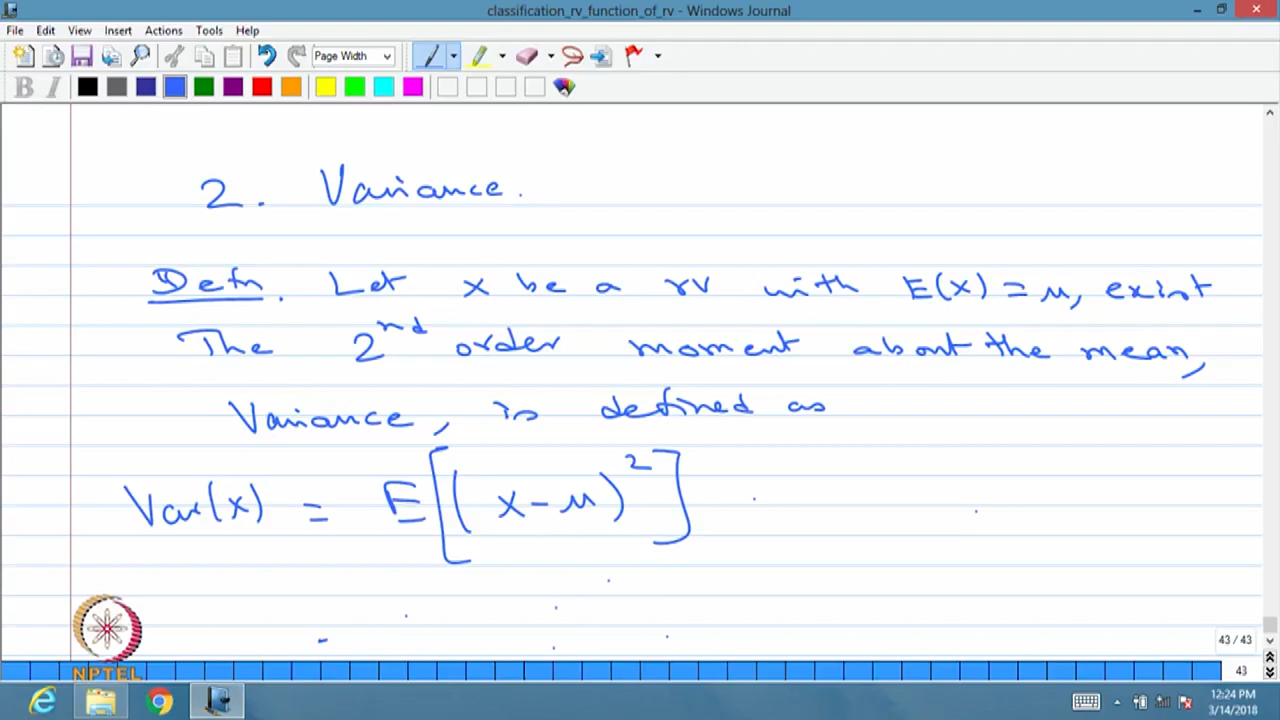 classification_rv_function_of_rv - Windows Journal
File Edit View Insert Actions Tools Help
Page Width
B I
2. Variance.
Defn. Let X be a rv with E(X) = μ, exist
The 2nd order moment about the mean,
Variance, is defined as
Var(X) = E[(X-μ)²]
43 / 43
NPTEL
43
12:24 PM
3/14/2018